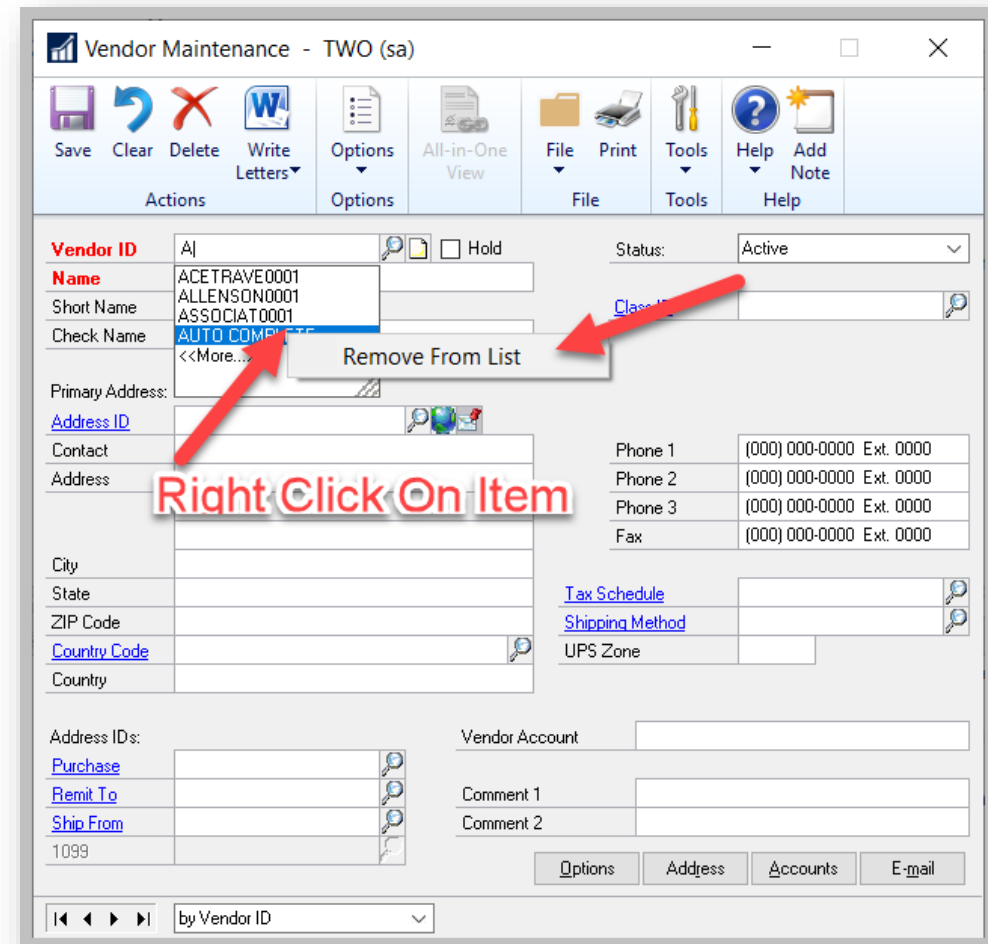 Vendor Maintenance - TWO (sa)
Save Clear Delete Write Letters Options All-in-One View File Print Tools Help Add Note
Actions Options File Tools Help
Vendor ID A Hold Status: Active
Name ACETRAVE0001
ALLENSON0001
Short Name ASSOCIAT0001 Class ID
Check Name AUTO COMPLETE
<<More...
Remove From List
Primary Address:
Address ID
Contact Phone 1 (000) 000-0000 Ext. 0000
Address Phone 2 (000) 000-0000 Ext. 0000
Right Click On Item
Phone 3 (000) 000-0000 Ext. 0000
Fax (000) 000-0000 Ext. 0000
City
State Tax Schedule
ZIP Code Shipping Method
Country Code UPS Zone
Country
Address IDs: Vendor Account
Purchase
Remit To Comment 1
Ship From Comment 2
1099
Options Address Accounts E-mail
by Vendor ID